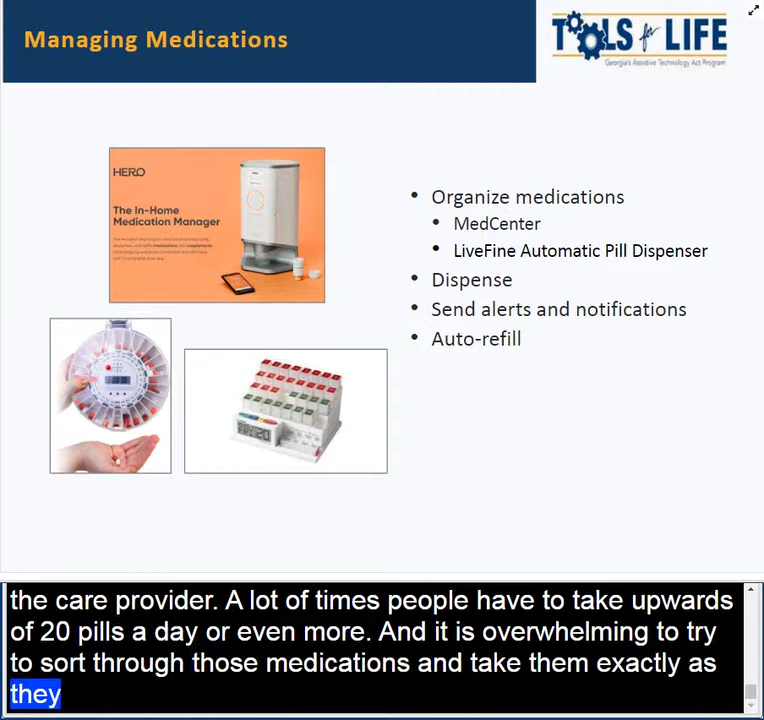 Managing Medications
TOOLS for LIFE
Georgia's Assistive Technology Act Program
HERO
The In-Home
Medication Manager
• Organize medications
• MedCenter
• LiveFine Automatic Pill Dispenser
• Dispense
• Send alerts and notifications
• Auto-refill
the care provider. A lot of times people have to take upwards
of 20 pills a day or even more. And it is overwhelming to try
to sort through those medications and take them exactly as
they